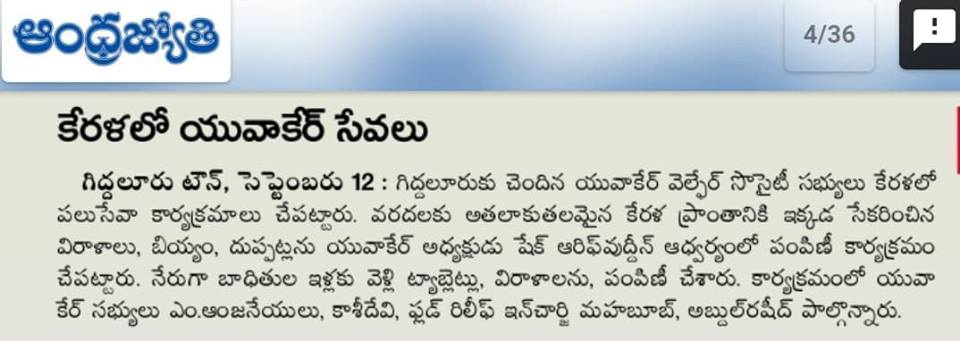 ఆంధ్రజ్యోతి
4/36
కేరళలో యువాకేర్ సేవలు
గిద్దలూరు టౌన్, సెప్టెంబరు 12 : గిద్దలూరుకు చెందిన యువాకేర్ వెల్ఫేర్ సొసైటీ సభ్యులు కేరళలో
పలుసేవా కార్యక్రమాలు చేపట్టారు. వరదలకు అతలాకుతలమైన కేరళ ప్రాంతానికి ఇక్కడ సేకరించిన
విరాళాలు, బియ్యం, దుప్పట్లను యువాకేర్ అధ్యక్షుడు షేక్ ఆరిఫ్‌వుద్దీన్ ఆధ్వర్యంలో పంపిణీ కార్యక్రమం
చేపట్టారు. నేరుగా బాధితుల ఇళ్లకు వెళ్లి ట్యాబ్లెట్లు, విరాళాలను, పంపిణీ చేశారు. కార్యక్రమంలో యువా
కేర్ సభ్యులు ఎం.ఆంజనేయులు, కాశీదేవి, ఫ్లడ్ రిలీఫ్ ఇన్‌చార్జి మహబూబ్, అబ్దుల్‌రషీద్ పాల్గొన్నారు.